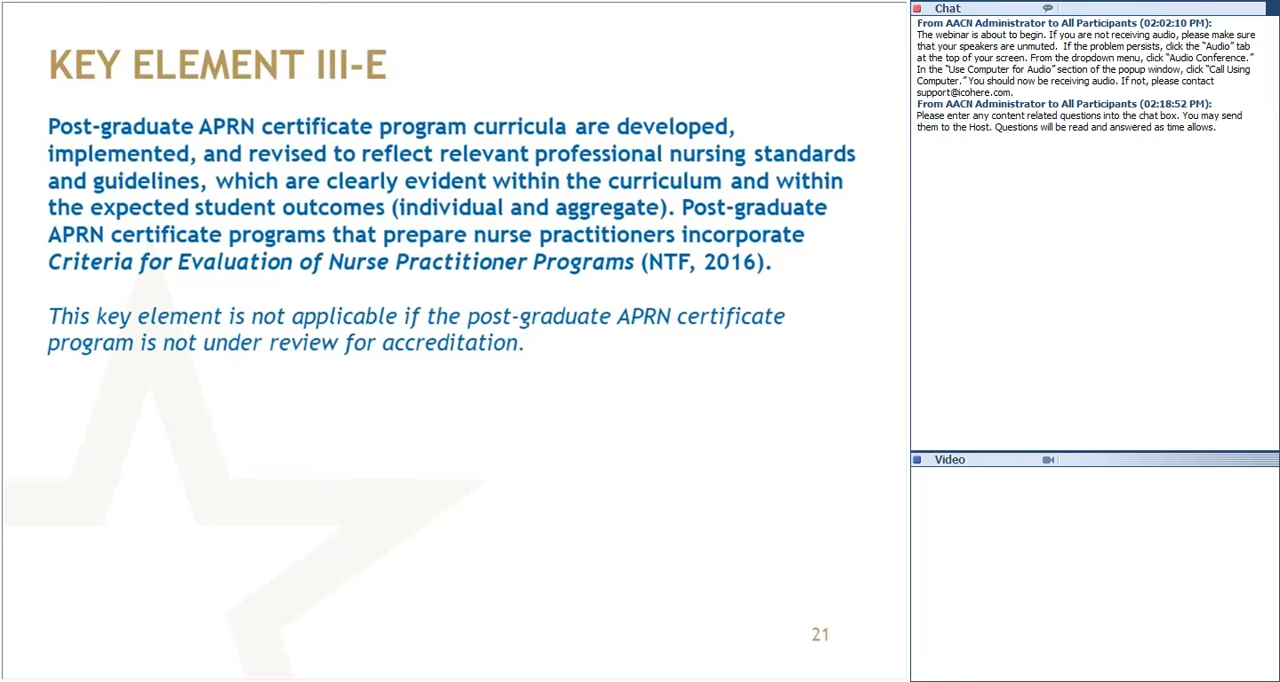 KEY ELEMENT III-E
Post-graduate APRN certificate program curricula are developed,
implemented, and revised to reflect relevant professional nursing standards
and guidelines, which are clearly evident within the curriculum and within
the expected student outcomes (individual and aggregate). Post-graduate
APRN certificate programs that prepare nurse practitioners incorporate
Criteria for Evaluation of Nurse Practitioner Programs (NTF, 2016).
This key element is not applicable if the post-graduate APRN certificate
program is not under review for accreditation.
21
Chat
From AACN Administrator to All Participants (02:02:10 PM):
The webinar is about to begin. If you are not receiving audio, please make sure
that your speakers are unmuted.  If the problem persists, click the “Audio” tab
at the top of your screen. From the dropdown menu, click “Audio Conference.”
In the “Use Computer for Audio” section of the popup window, click “Call Using
Computer.” You should now be receiving audio. If not, please contact
support@icohere.com.
From AACN Administrator to All Participants (02:18:52 PM):
Please enter any content related questions into the chat box. You may send
them to the Host. Questions will be read and answered as time allows.
Video